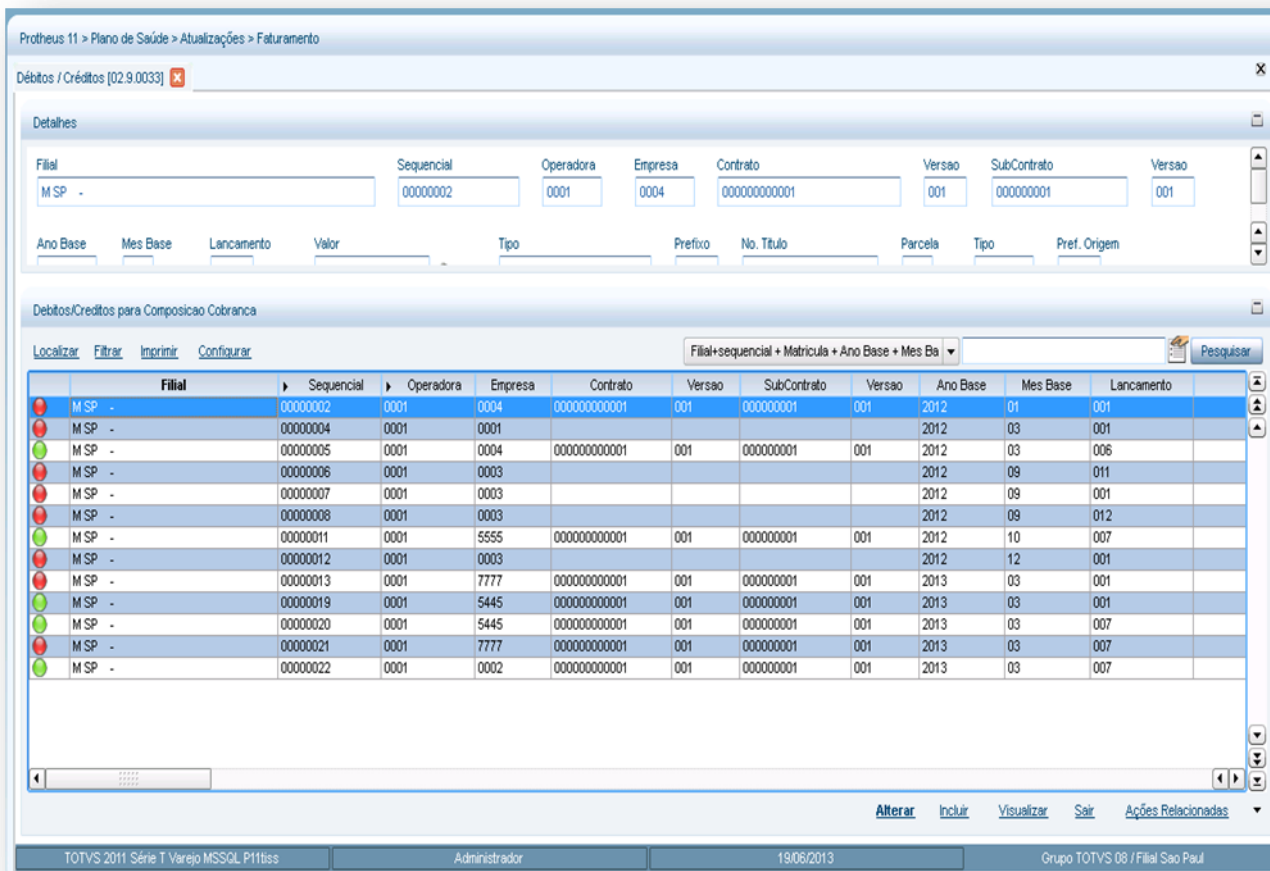 Protheus 11 > Plano de Saúde > Atualizações > Faturamento
Débitos / Créditos [02.9.0033]
Detalhes
Filial Sequencial Operadora Empresa Contrato Versao SubContrato Versao
M SP - 00000002 0001 0004 000000000001 001 000000001 001
Ano Base Mes Base Lancamento Valor Tipo Prefixo No. Titulo Parcela Tipo Pref. Origem
Debitos/Creditos para Composicao Cobranca
Localizar Filtrar Imprimir Configurar Filial+sequencial + Matricula + Ano Base + Mes Ba Pesquisar
Filial Sequencial Operadora Empresa Contrato Versao SubContrato Versao Ano Base Mes Base Lancamento
M SP - 00000002 0001 0004 000000000001 001 000000001 001 2012 01 001
M SP - 00000004 0001 0001 2012 03 001
M SP - 00000005 0001 0004 000000000001 001 000000001 001 2012 03 006
M SP - 00000006 0001 0003 2012 09 011
M SP - 00000007 0001 0003 2012 09 001
M SP - 00000008 0001 0003 2012 09 012
M SP - 00000011 0001 5555 000000000001 001 000000001 001 2012 10 007
M SP - 00000012 0001 0003 2012 12 001
M SP - 00000013 0001 7777 000000000001 001 000000001 001 2013 03 001
M SP - 00000019 0001 5445 000000000001 001 000000001 001 2013 03 001
M SP - 00000020 0001 5445 000000000001 001 000000001 001 2013 03 007
M SP - 00000021 0001 7777 000000000001 001 000000001 001 2013 03 007
M SP - 00000022 0001 0002 000000000001 001 000000001 001 2013 03 007
Alterar Incluir Visualizar Sair Ações Relacionadas
TOTVS 2011 Série T Varejo MSSQL P11tiss Administrador 19/06/2013 Grupo TOTVS 08 / Filial Sao Paul